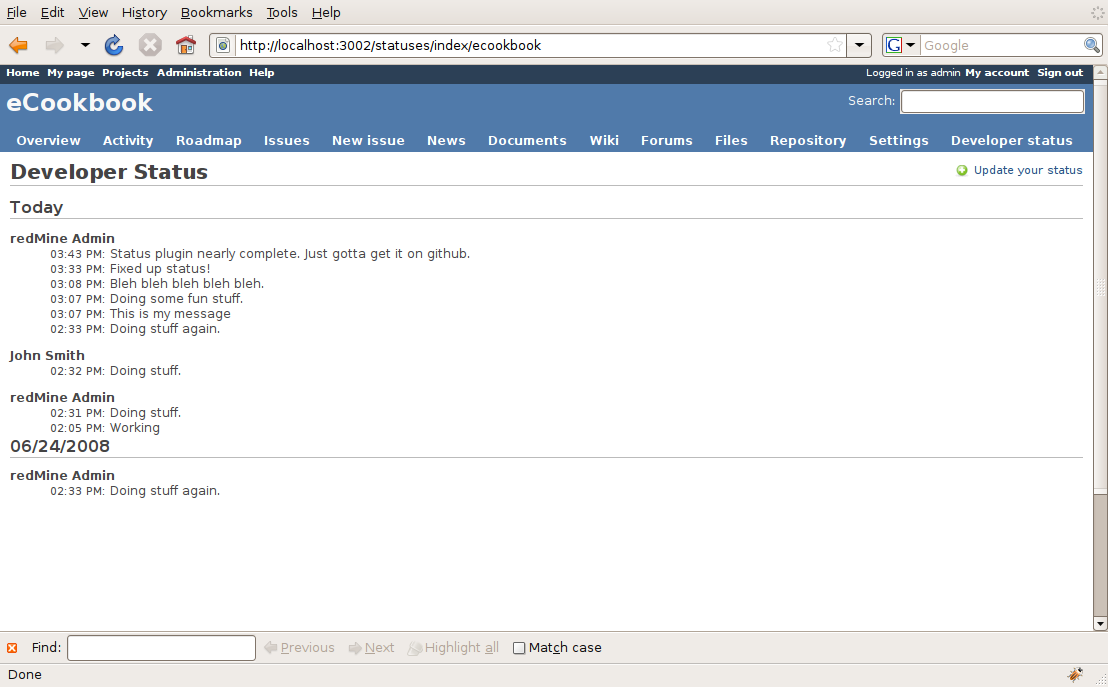 File Edit View History Bookmarks Tools Help
http://localhost:3002/statuses/index/ecookbook
G Google
Home My page Projects Administration Help Logged in as admin My account Sign out
eCookbook Search:
Overview Activity Roadmap Issues New issue News Documents Wiki Forums Files Repository Settings Developer status
Developer Status Update your status
Today
redMine Admin
03:43 PM: Status plugin nearly complete. Just gotta get it on github.
03:33 PM: Fixed up status!
03:08 PM: Bleh bleh bleh bleh bleh.
03:07 PM: Doing some fun stuff.
03:07 PM: This is my message
02:33 PM: Doing stuff again.
John Smith
02:32 PM: Doing stuff.
redMine Admin
02:31 PM: Doing stuff.
02:05 PM: Working
06/24/2008
redMine Admin
02:33 PM: Doing stuff again.
Find: Previous Next Highlight all Match case
Done